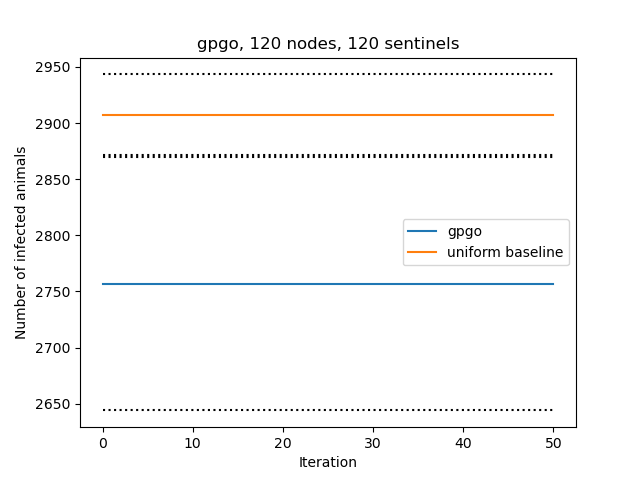 gpgo, 120 nodes, 120 sentinels
2950
2900
2850
2800
2750
2700
2650
Number of infected animals
gpgo
uniform baseline
0 10 20 30 40 50
Iteration